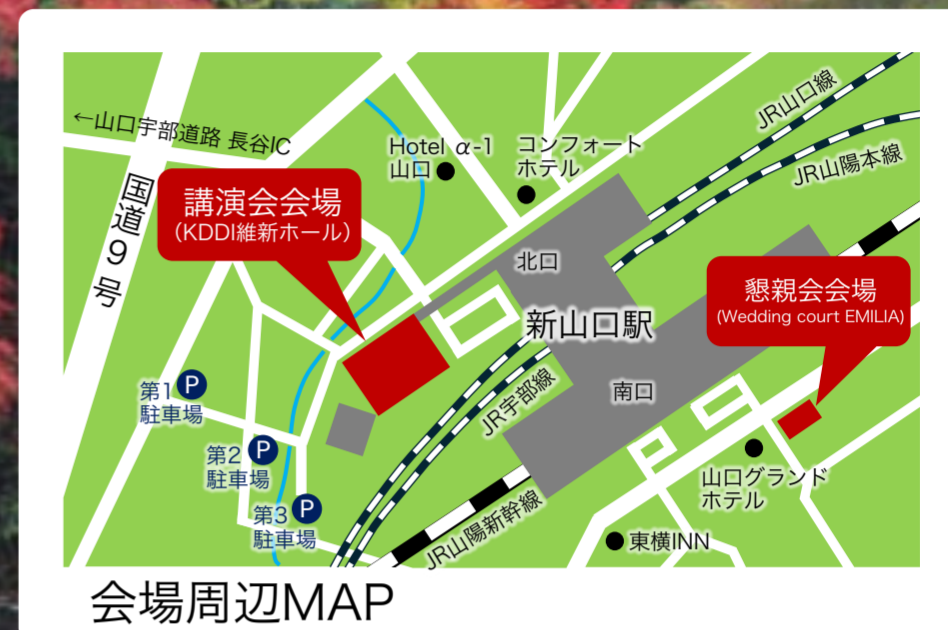 ←山口宇部道路 長谷IC
国道9号
講演会会場
(KDDI維新ホール)
Hotel α-1
山口
コンフォート
ホテル
JR山口線
JR山陽本線
北口
新山口駅
南口
懇親会会場
(Wedding court EMILIA)
JR宇部線
JR山陽新幹線
第1 P
駐車場
第2 P
駐車場
第3 P
駐車場
山口グランド
ホテル
東横INN
会場周辺MAP